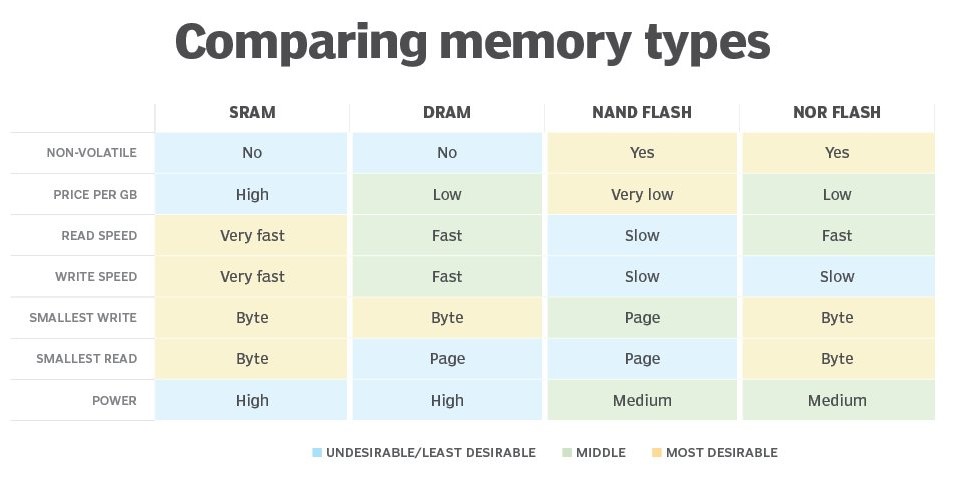 Comparing memory types
SRAM DRAM NAND FLASH NOR FLASH
NON-VOLATILE No No Yes Yes
PRICE PER GB High Low Very low Low
READ SPEED Very fast Fast Slow Fast
WRITE SPEED Very fast Fast Slow Slow
SMALLEST WRITE Byte Byte Page Byte
SMALLEST READ Byte Page Page Byte
POWER High High Medium Medium
UNDESIRABLE/LEAST DESIRABLE MIDDLE MOST DESIRABLE